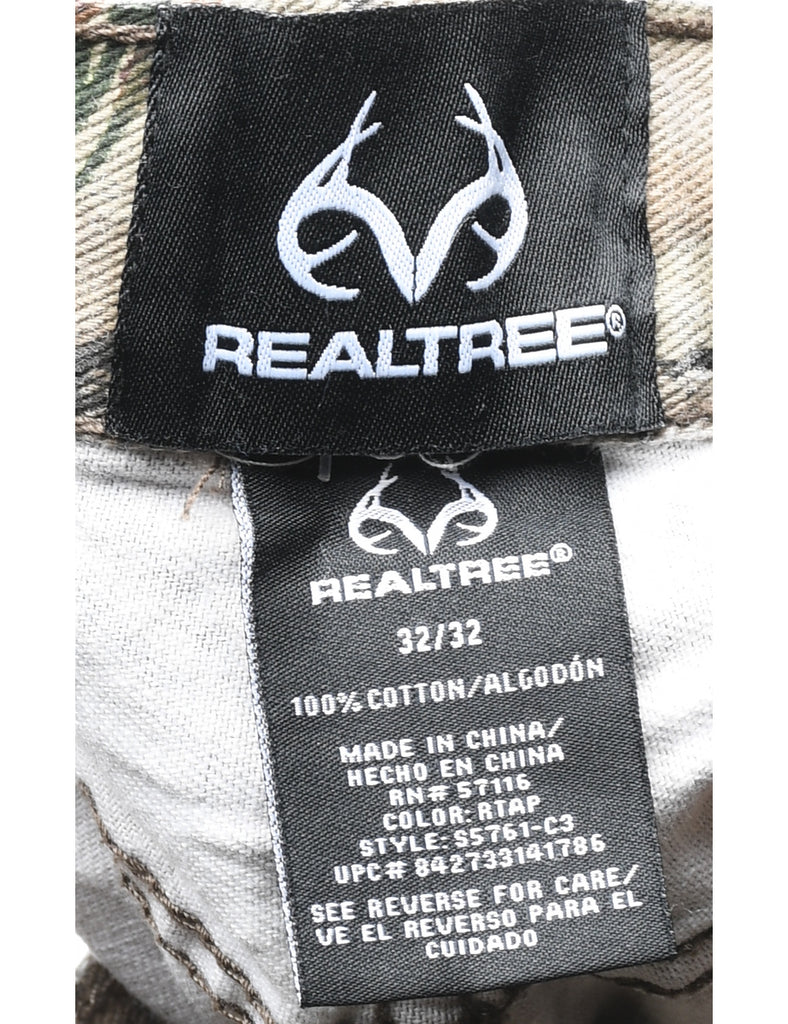 REALTREE®
REALTREE®
32/32
100% COTTON/ALGODÓN
MADE IN CHINA/
HECHO EN CHINA
RN# 57116
COLOR: RTAP
STYLE: S5761-C3
UPC# 842733141786
SEE REVERSE FOR CARE/
VE EL REVERSO PARA EL
CUIDADO